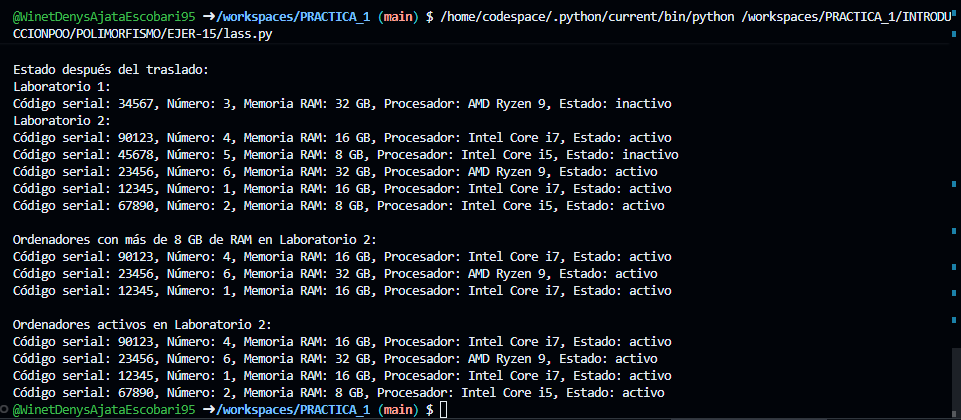 @WinetDenysAjataEscobari95 ➜/workspaces/PRACTICA_1 (main) $ /home/codespace/.python/current/bin/python /workspaces/PRACTICA_1/INTRODU
CCIONPOO/POLIMORFISMO/EJER-15/lass.py
Estado después del traslado:
Laboratorio 1:
Código serial: 34567, Número: 3, Memoria RAM: 32 GB, Procesador: AMD Ryzen 9, Estado: inactivo
Laboratorio 2:
Código serial: 90123, Número: 4, Memoria RAM: 16 GB, Procesador: Intel Core i7, Estado: activo
Código serial: 45678, Número: 5, Memoria RAM: 8 GB, Procesador: Intel Core i5, Estado: inactivo
Código serial: 23456, Número: 6, Memoria RAM: 32 GB, Procesador: AMD Ryzen 9, Estado: activo
Código serial: 12345, Número: 1, Memoria RAM: 16 GB, Procesador: Intel Core i7, Estado: activo
Código serial: 67890, Número: 2, Memoria RAM: 8 GB, Procesador: Intel Core i5, Estado: activo
Ordenadores con más de 8 GB de RAM en Laboratorio 2:
Código serial: 90123, Número: 4, Memoria RAM: 16 GB, Procesador: Intel Core i7, Estado: activo
Código serial: 23456, Número: 6, Memoria RAM: 32 GB, Procesador: AMD Ryzen 9, Estado: activo
Código serial: 12345, Número: 1, Memoria RAM: 16 GB, Procesador: Intel Core i7, Estado: activo
Ordenadores activos en Laboratorio 2:
Código serial: 90123, Número: 4, Memoria RAM: 16 GB, Procesador: Intel Core i7, Estado: activo
Código serial: 23456, Número: 6, Memoria RAM: 32 GB, Procesador: AMD Ryzen 9, Estado: activo
Código serial: 12345, Número: 1, Memoria RAM: 16 GB, Procesador: Intel Core i7, Estado: activo
Código serial: 67890, Número: 2, Memoria RAM: 8 GB, Procesador: Intel Core i5, Estado: activo
@WinetDenysAjataEscobari95 ➜/workspaces/PRACTICA_1 (main) $